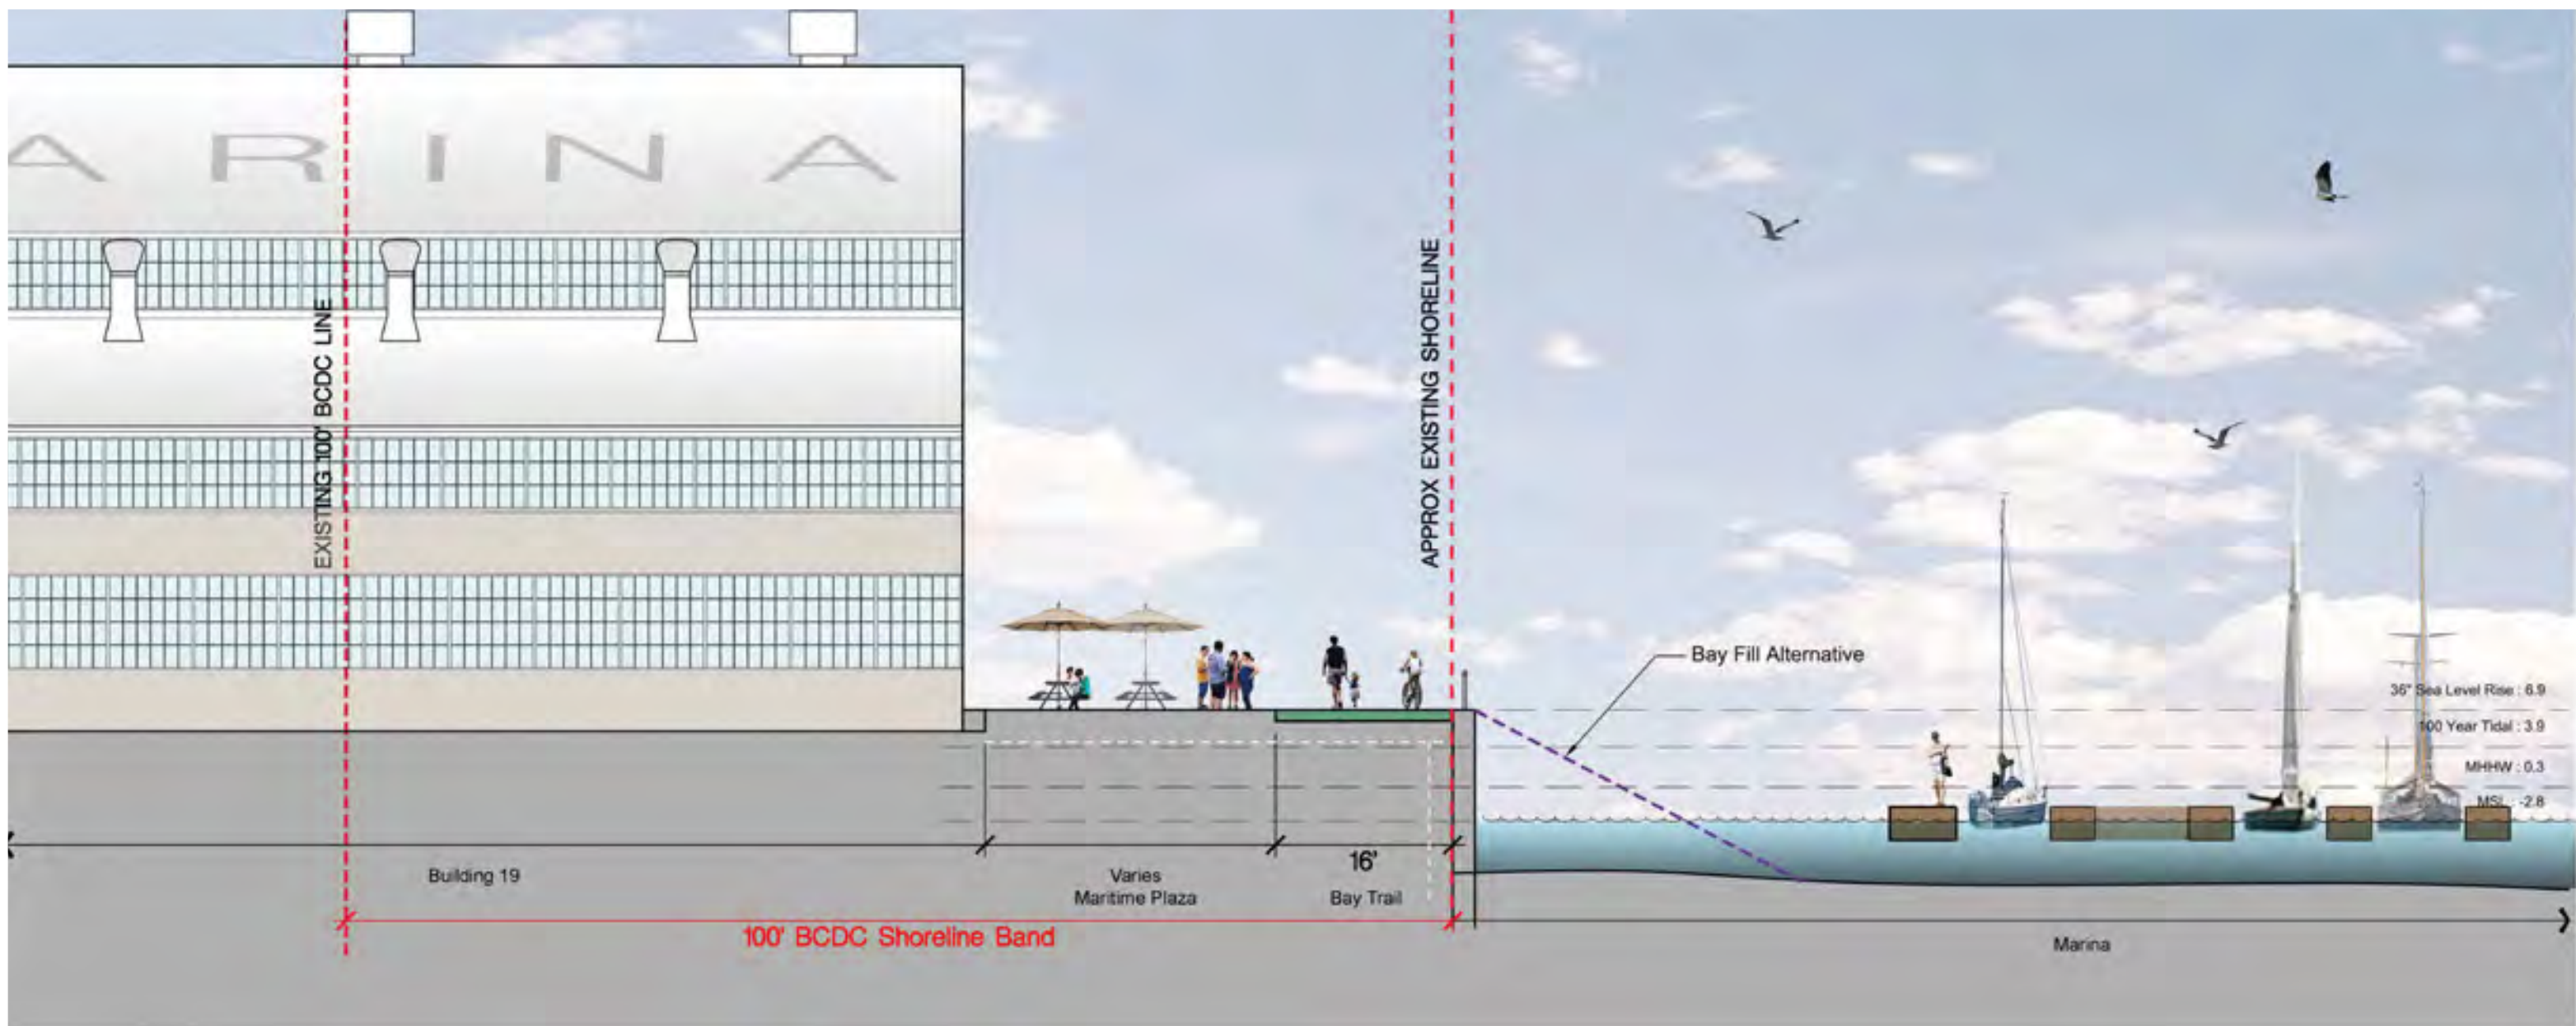 A R I N A
EXISTING 100' BCDC LINE
APPROX EXISTING SHORELINE
Bay Fill Alternative
36" Sea Level Rise : 6.9
100 Year Tidal : 3.9
MHHW : 0.3
MSL : -2.8
Building 19
Varies
Maritime Plaza
16'
Bay Trail
100' BCDC Shoreline Band
Marina